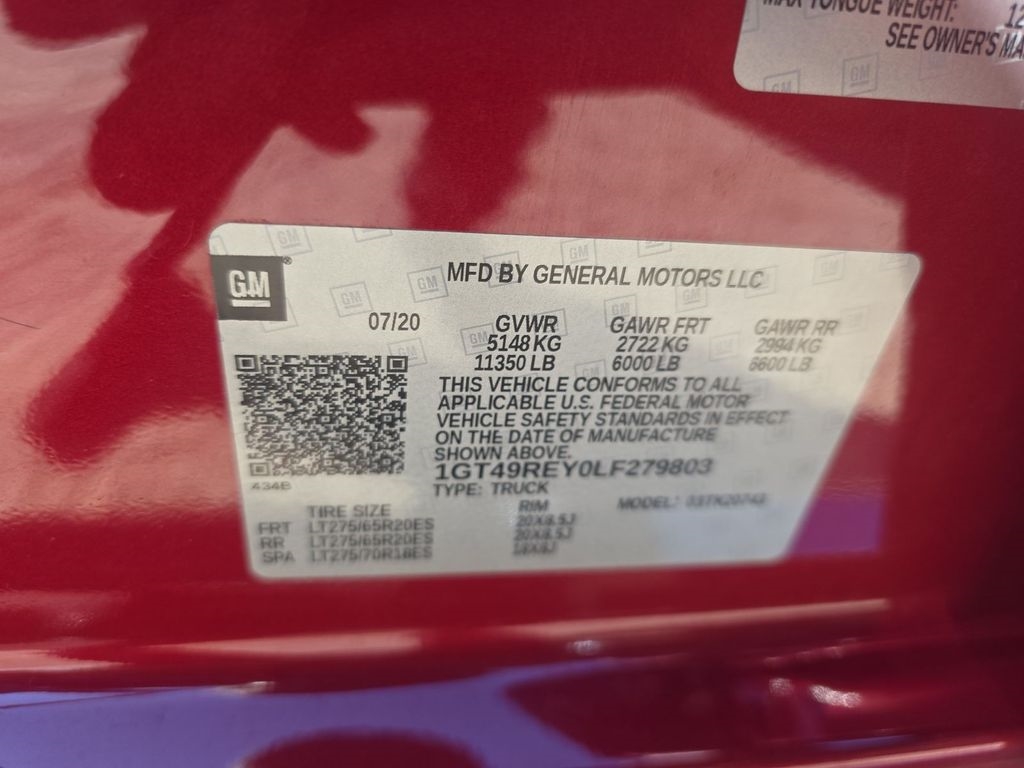 MAX TONGUE WEIGHT: 12
SEE OWNER'S MA
GM
MFD BY GENERAL MOTORS LLC
07/20 GVWR GAWR FRT GAWR RR
5148 KG 2722 KG 2994 KG
11350 LB 6000 LB 6600 LB
THIS VEHICLE CONFORMS TO ALL
APPLICABLE U.S. FEDERAL MOTOR
VEHICLE SAFETY STANDARDS IN EFFECT
ON THE DATE OF MANUFACTURE
SHOWN ABOVE.
1GT49REY0LF279803
434B TYPE: TRUCK
TIRE SIZE RIM MODEL:
FRT LT275/65R20ES 20X8.5J
RR LT275/65R20ES 20X8.5J
SPA LT275/70R18ES 18X8J